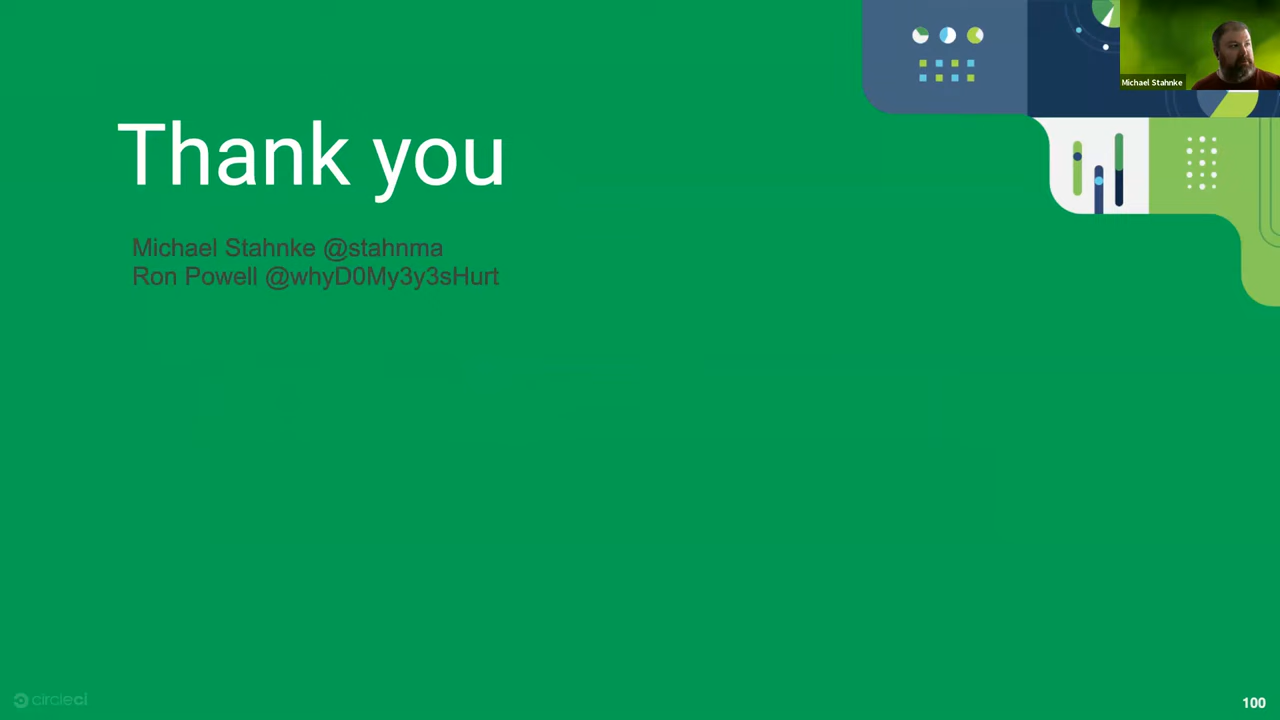 Michael Stahnke
Thank you
Michael Stahnke @stahnma
Ron Powell @whyD0My3y3sHurt
circleci
100